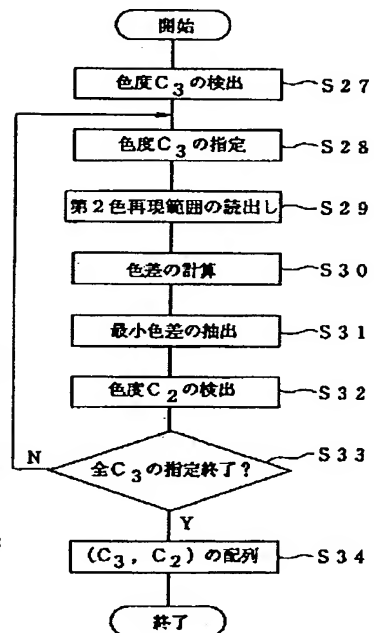 開始
色度C3の検出 S27
色度C3の指定 S28
第2色再現範囲の読出し S29
色差の計算 S30
最小色差の抽出 S31
色度C2の検出 S32
全C3の指定終了? S33
N
Y
(C3, C2)の配列 S34
終了